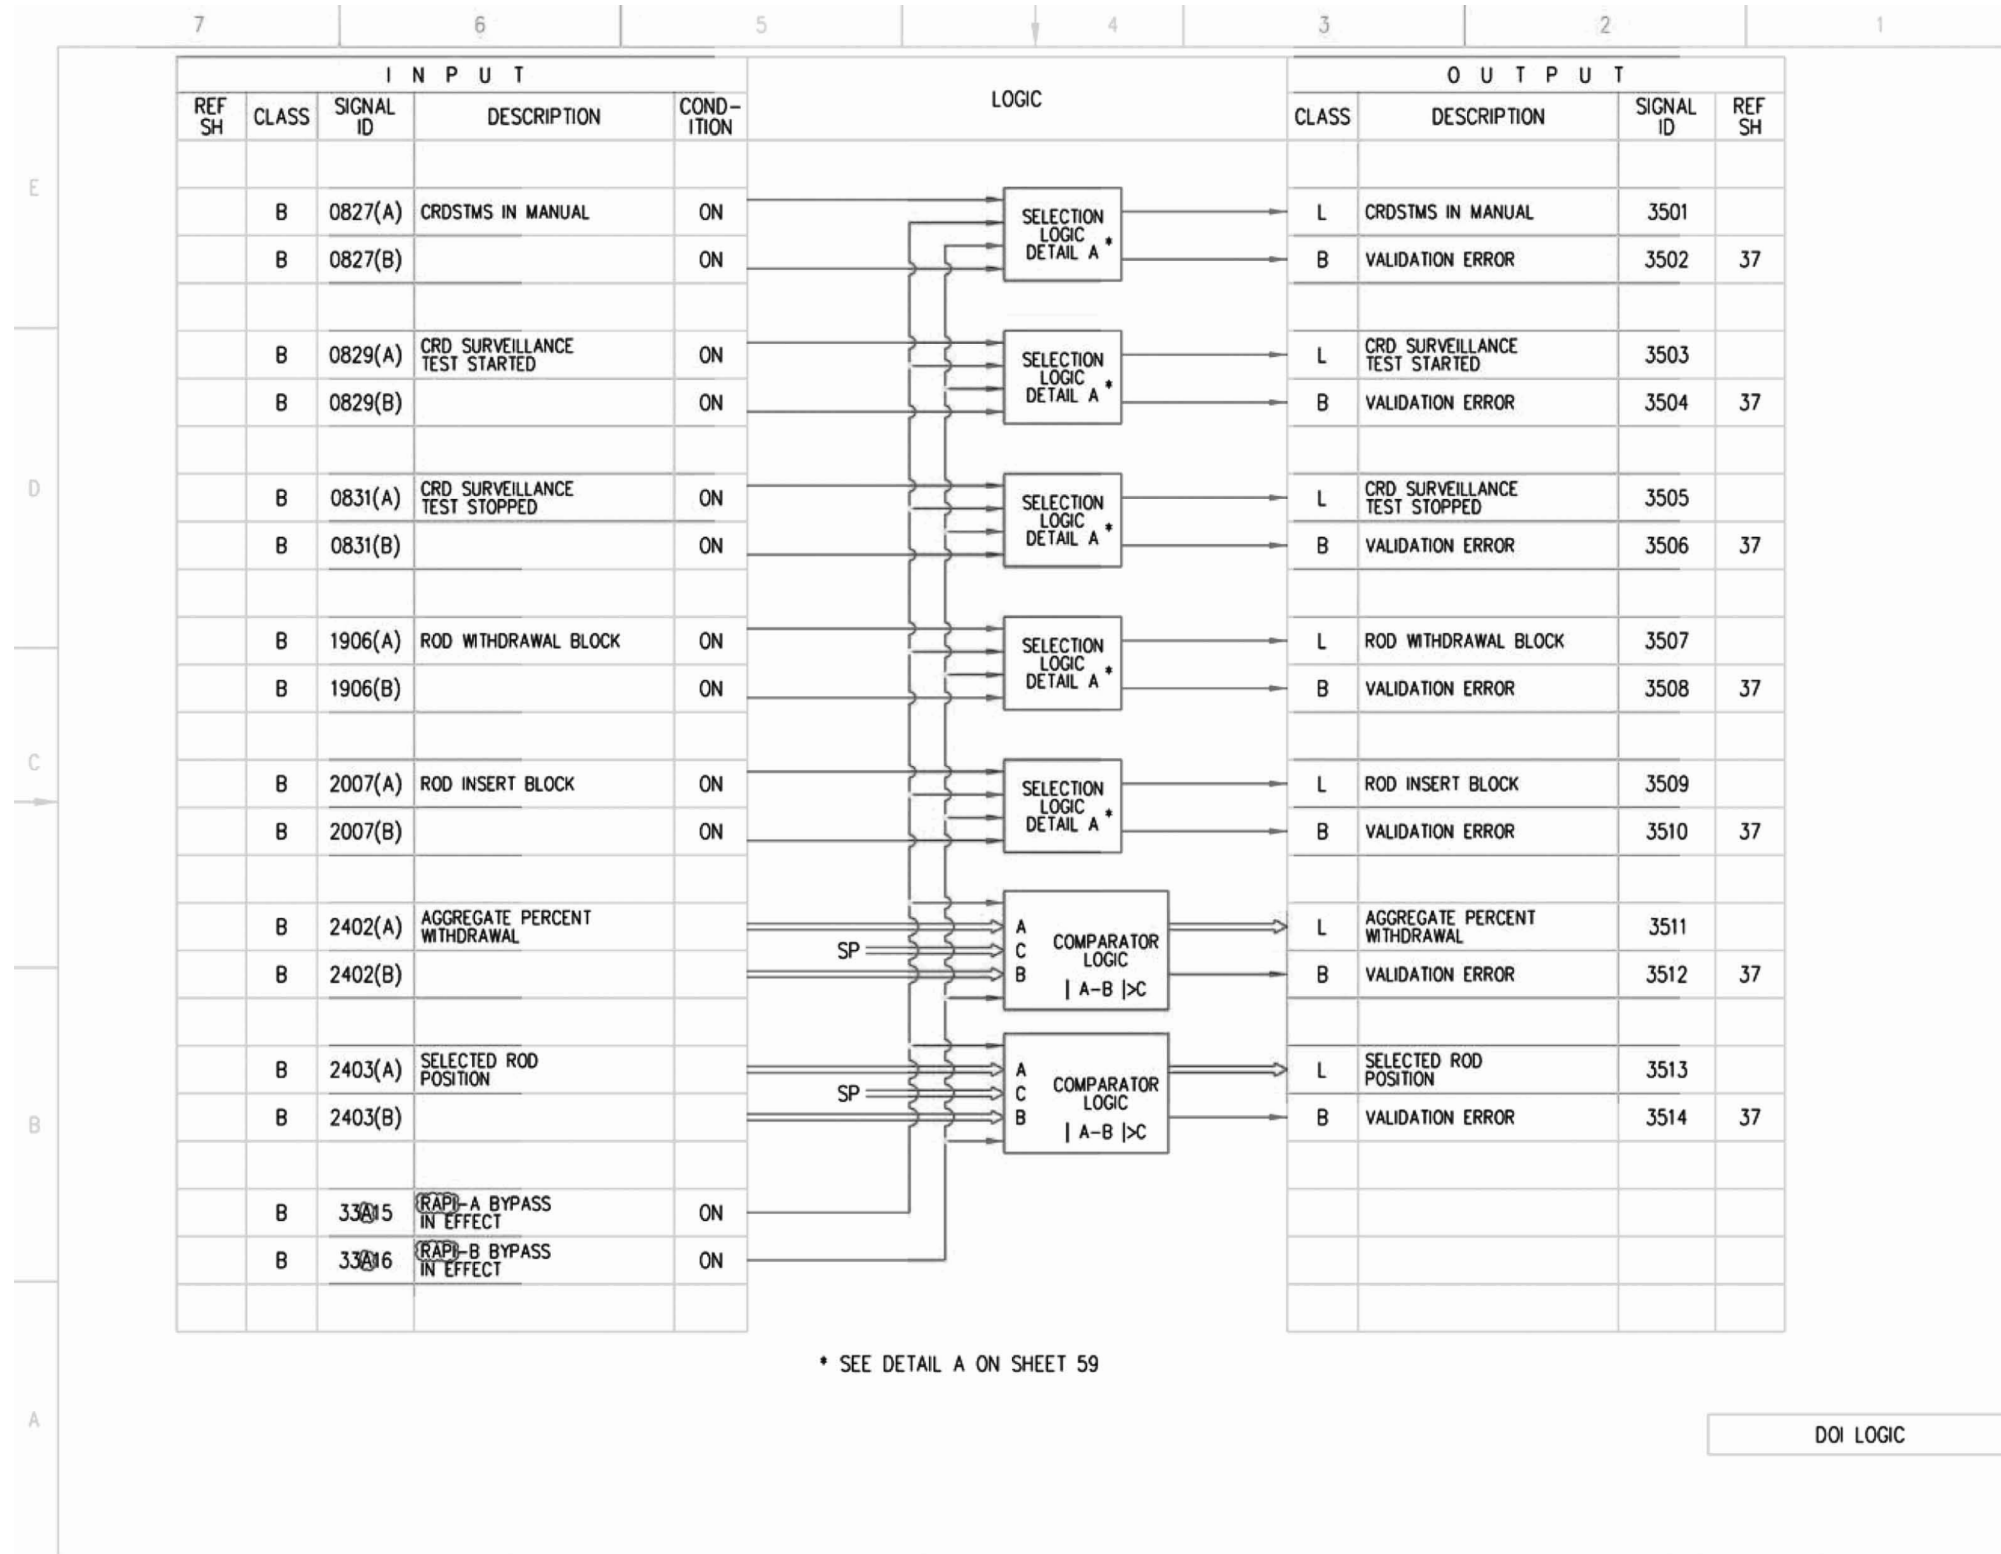 7 6 5 4 3 2 1
I N P U T LOGIC O U T P U T
REF SH CLASS SIGNAL ID DESCRIPTION COND-ITION CLASS DESCRIPTION SIGNAL ID REF SH
E
B 0827(A) CRDSTMS IN MANUAL ON SELECTION LOGIC DETAIL A * L CRDSTMS IN MANUAL 3501
B 0827(B) ON B VALIDATION ERROR 3502 37
B 0829(A) CRD SURVEILLANCE TEST STARTED ON SELECTION LOGIC DETAIL A * L CRD SURVEILLANCE TEST STARTED 3503
B 0829(B) ON B VALIDATION ERROR 3504 37
D
B 0831(A) CRD SURVEILLANCE TEST STOPPED ON SELECTION LOGIC DETAIL A * L CRD SURVEILLANCE TEST STOPPED 3505
B 0831(B) ON B VALIDATION ERROR 3506 37
B 1906(A) ROD WITHDRAWAL BLOCK ON SELECTION LOGIC DETAIL A * L ROD WITHDRAWAL BLOCK 3507
B 1906(B) ON B VALIDATION ERROR 3508 37
C
B 2007(A) ROD INSERT BLOCK ON SELECTION LOGIC DETAIL A * L ROD INSERT BLOCK 3509
B 2007(B) ON B VALIDATION ERROR 3510 37
B 2402(A) AGGREGATE PERCENT WITHDRAWAL A L AGGREGATE PERCENT WITHDRAWAL 3511
SP C COMPARATOR LOGIC | A-B |>C
B 2402(B) B B VALIDATION ERROR 3512 37
B 2403(A) SELECTED ROD POSITION A L SELECTED ROD POSITION 3513
SP C COMPARATOR LOGIC | A-B |>C
B
B 2403(B) B B VALIDATION ERROR 3514 37
B 33A15 RAPI-A BYPASS IN EFFECT ON
B 33A16 RAPI-B BYPASS IN EFFECT ON
* SEE DETAIL A ON SHEET 59
A
DOI LOGIC